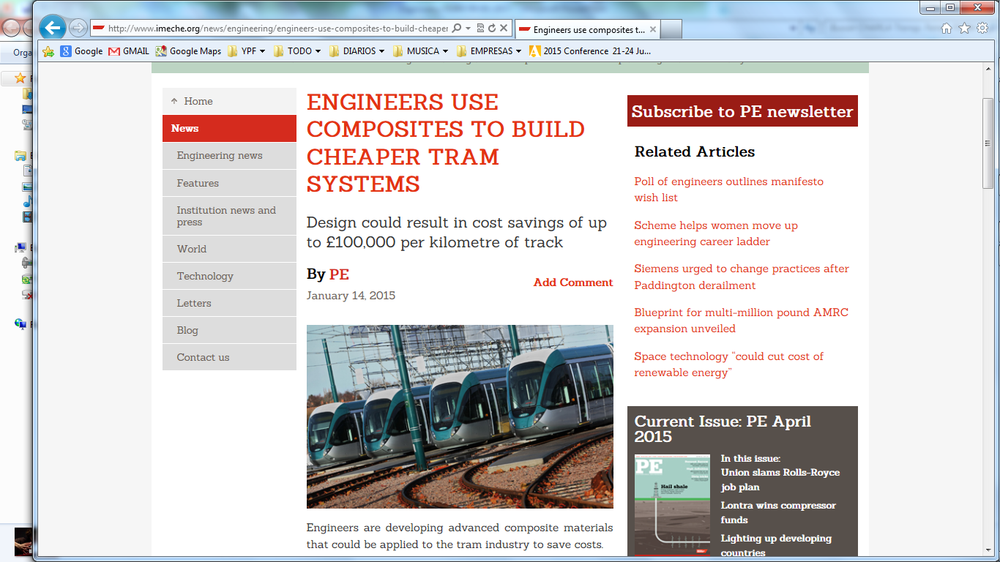 http://www.imeche.org/news/engineering/engineers-use-composites-to-build-cheaper
Engineers use composites t...
Orga
Google
GMAIL
Google Maps
YPF
TODO
DIARIOS
MUSICA
EMPRESAS
2015 Conference 21-24 Ju...
Home
News
Engineering news
Features
Institution news and
press
World
Technology
Letters
Blog
Contact us
ENGINEERS USE
COMPOSITES TO BUILD
CHEAPER TRAM
SYSTEMS
Design could result in cost savings of up
to £100,000 per kilometre of track
By PE
Add Comment
January 14, 2015
Engineers are developing advanced composite materials
that could be applied to the tram industry to save costs.
Subscribe to PE newsletter
Related Articles
Poll of engineers outlines manifesto
wish list
Scheme helps women move up
engineering career ladder
Siemens urged to change practices after
Paddington derailment
Blueprint for multi-million pound AMRC
expansion unveiled
Space technology “could cut cost of
renewable energy”
Current Issue: PE April
2015
PE
Hail shale
In this issue:
Union slams Rolls-Royce
job plan
Lontra wins compressor
funds
Lighting up developing
countries